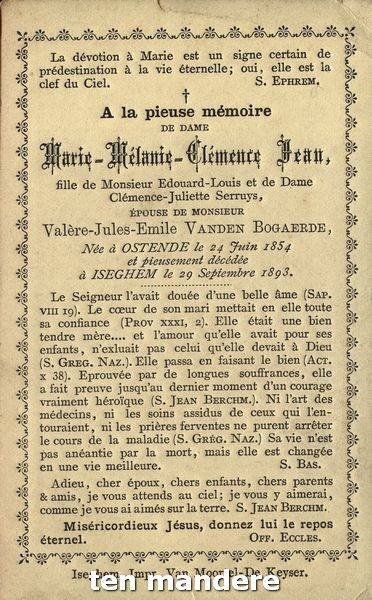 La dévotion à Marie est un signe certain de
prédestination à la vie éternelle; oui, elle est la
clef du Ciel. S. EPHREM.
†
A la pieuse mémoire
DE DAME
Marie-Mélanie-Clémence Jean,
fille de Monsieur Edouard-Louis et de Dame
Clémence-Juliette Serruys,
ÉPOUSE DE MONSIEUR
Valère-Jules-Emile VANDEN BOGAERDE,
Née à OSTENDE le 24 Juin 1854
et pieusement décédée
à ISEGHEM le 29 Septembre 1893.
Le Seigneur l'avait douée d'une belle âme (SAP.
VIII 19). Le cœur de son mari mettait en elle toute
sa confiance (PROV XXXI, 2). Elle était une bien
tendre mère.... et l'amour qu'elle avait pour ses
enfants, n'exluait pas celui qu'elle devait à Dieu
(S. GREG. NAZ.). Elle passa en faisant le bien (ACT.
X 38). Eprouvée par de longues souffrances, elle
a fait preuve jusqu'au dernier moment d'un courage
vraiment héroïque (S. JEAN BERCHM.). Ni l'art des
médecins, ni les soins assidus de ceux qui l'en-
touraient, ni les prières ferventes ne purent arrêter
le cours de la maladie (S. GRÉG. NAZ.) Sa vie n'est
pas anéantie par la mort, mais elle est changée
en une vie meilleure. S. BAS.
Adieu, cher époux, chers enfants, chers parents
& amis, je vous attends au ciel; je vous y aimerai,
comme je vous ai aimés sur la terre. S. JEAN BERCHM.
Miséricordieux Jésus, donnez lui le repos
éternel. OFF. ECCLES.
Iseghem, Impr. Van De Keyser.
ten mandere